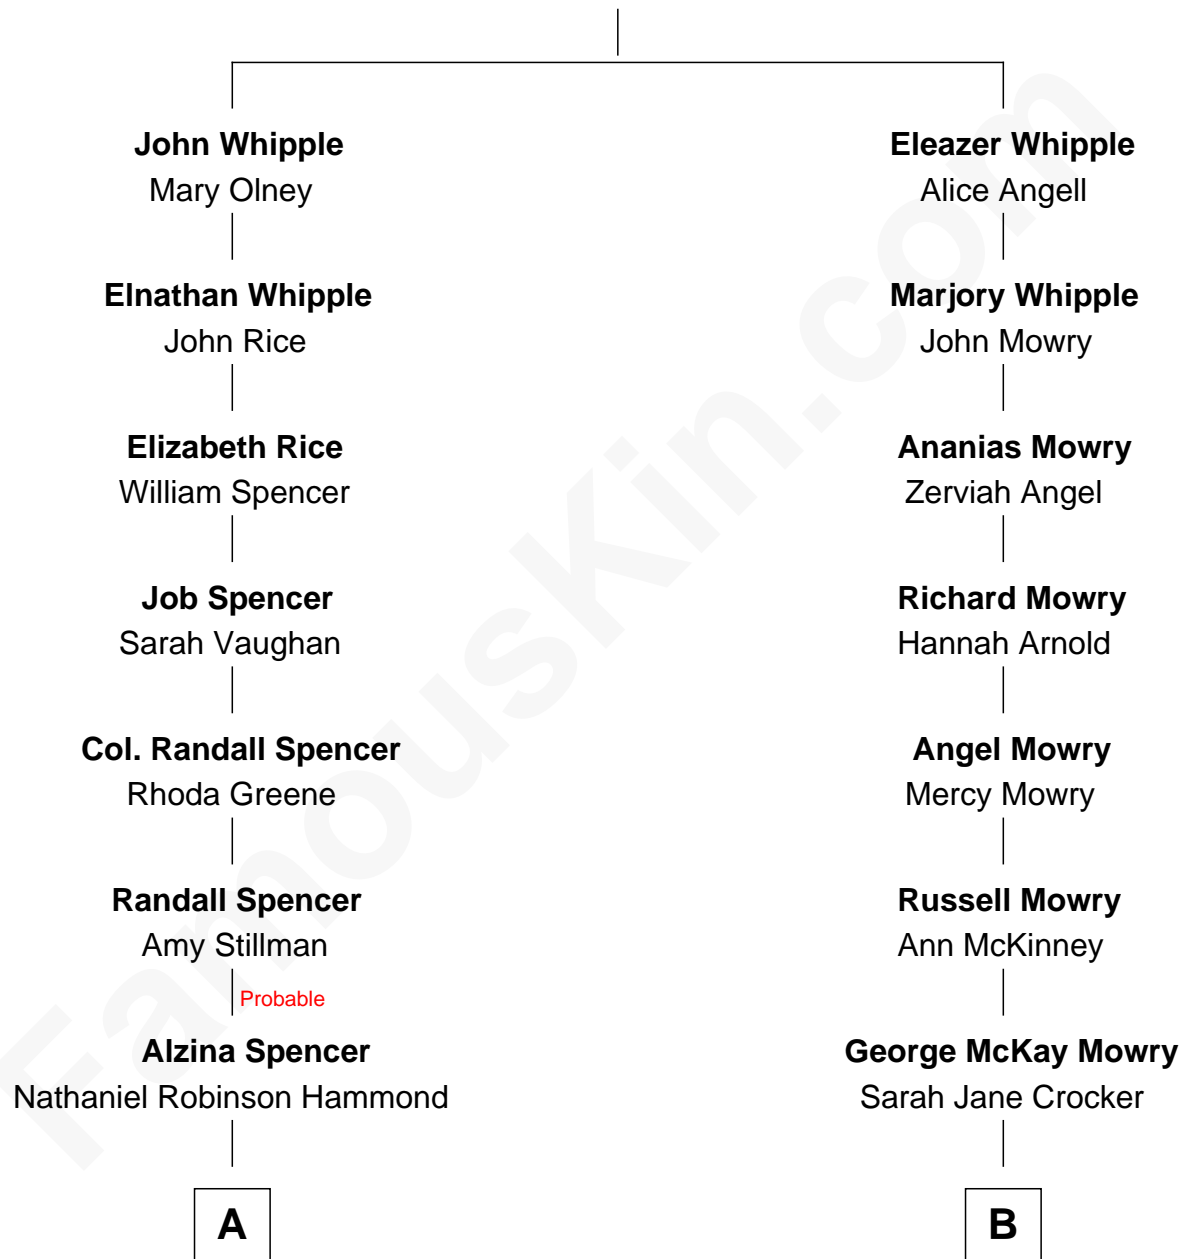 John Whipple
Mary Olney
Elnathan Whipple
John Rice
Elizabeth Rice
William Spencer
Job Spencer
Sarah Vaughan
Col. Randall Spencer
Rhoda Greene
Randall Spencer
Amy Stillman
Probable
Alzina Spencer
Nathaniel Robinson Hammond
A
Eleazer Whipple
Alice Angell
Marjory Whipple
John Mowry
Ananias Mowry
Zerviah Angel
Richard Mowry
Hannah Arnold
Angel Mowry
Mercy Mowry
Russell Mowry
Ann McKinney
George McKay Mowry
Sarah Jane Crocker
B
FamousKin.com